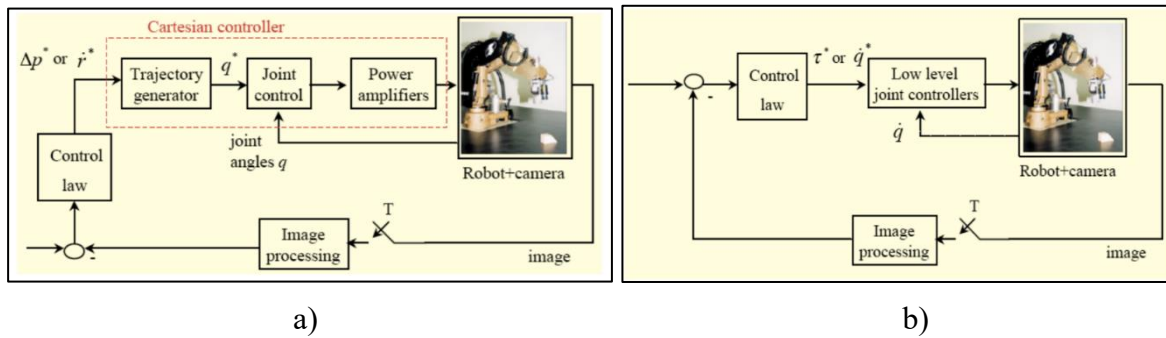 Cartesian controller
Δp* or ṙ*
Trajectory
generator
q*
Joint
control
Power
amplifiers
joint
angles q
Robot+camera
Control
law
-
Image
processing
T
image
a)
-
Control
law
τ* or q̇*
Low level
joint controllers
q̇
Robot+camera
Image
processing
T
image
b)